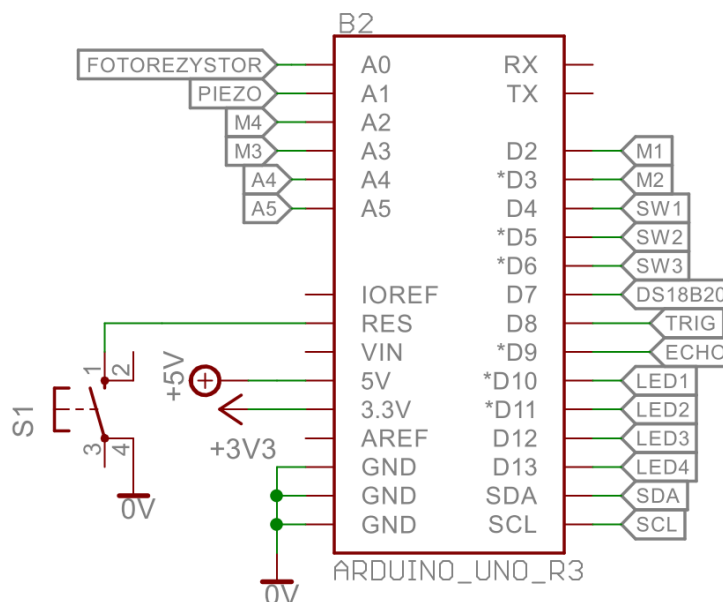 B2
FOTOREZYSTOR A0 RX
PIEZO A1 TX
M4 A2
M3 A3 D2 M1
A4 A4 *D3 M2
A5 A5 D4 SW1
*D5 SW2
*D6 SW3
IOREF D7 DS18B20
RES D8 TRIG
VIN *D9 ECHO
+5V 5V *D10 LED1
+3V3 3.3V *D11 LED2
AREF D12 LED3
GND D13 LED4
GND SDA SDA
GND SCL SCL
S1
1 2
3 4
0V
0V
ARDUINO_UNO_R3